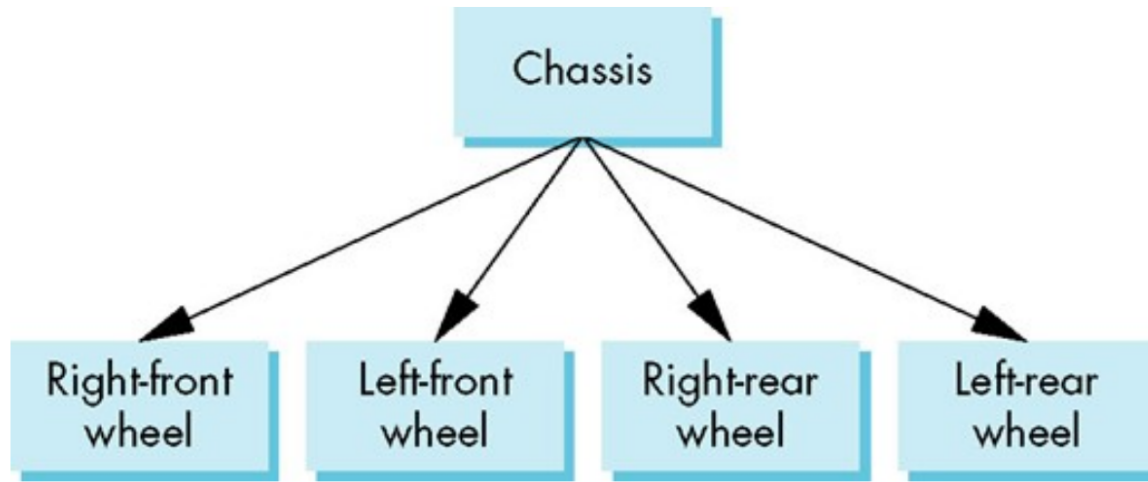 Chassis
Right-front
wheel
Left-front
wheel
Right-rear
wheel
Left-rear
wheel